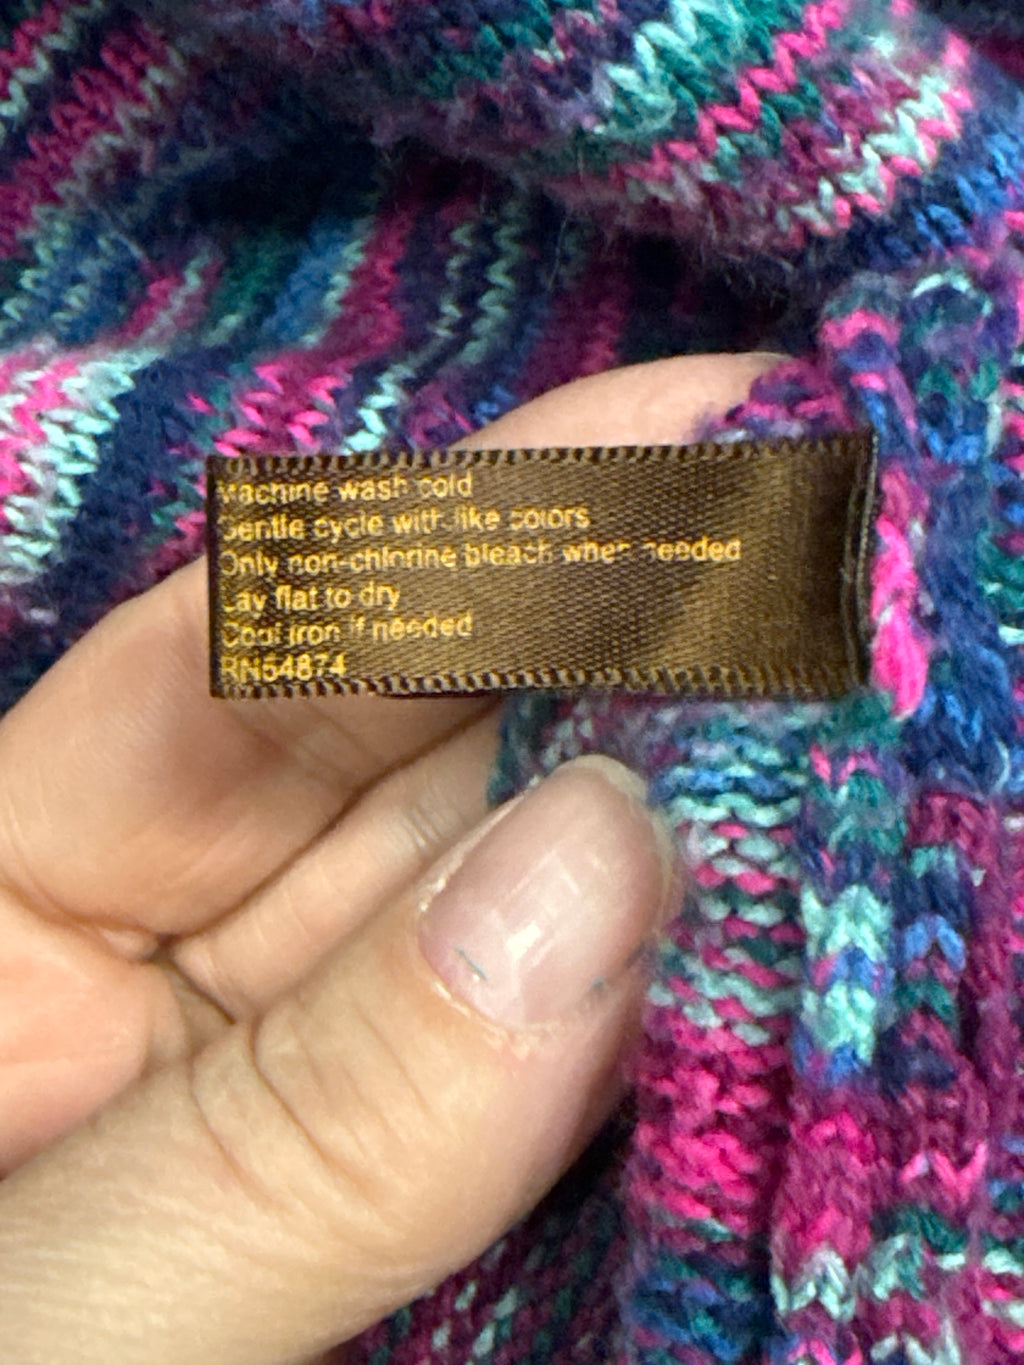 Machine wash cold
Gentle cycle with like colors
Only non-chlorine bleach when needed
Lay flat to dry
Cool iron if needed
RN54874